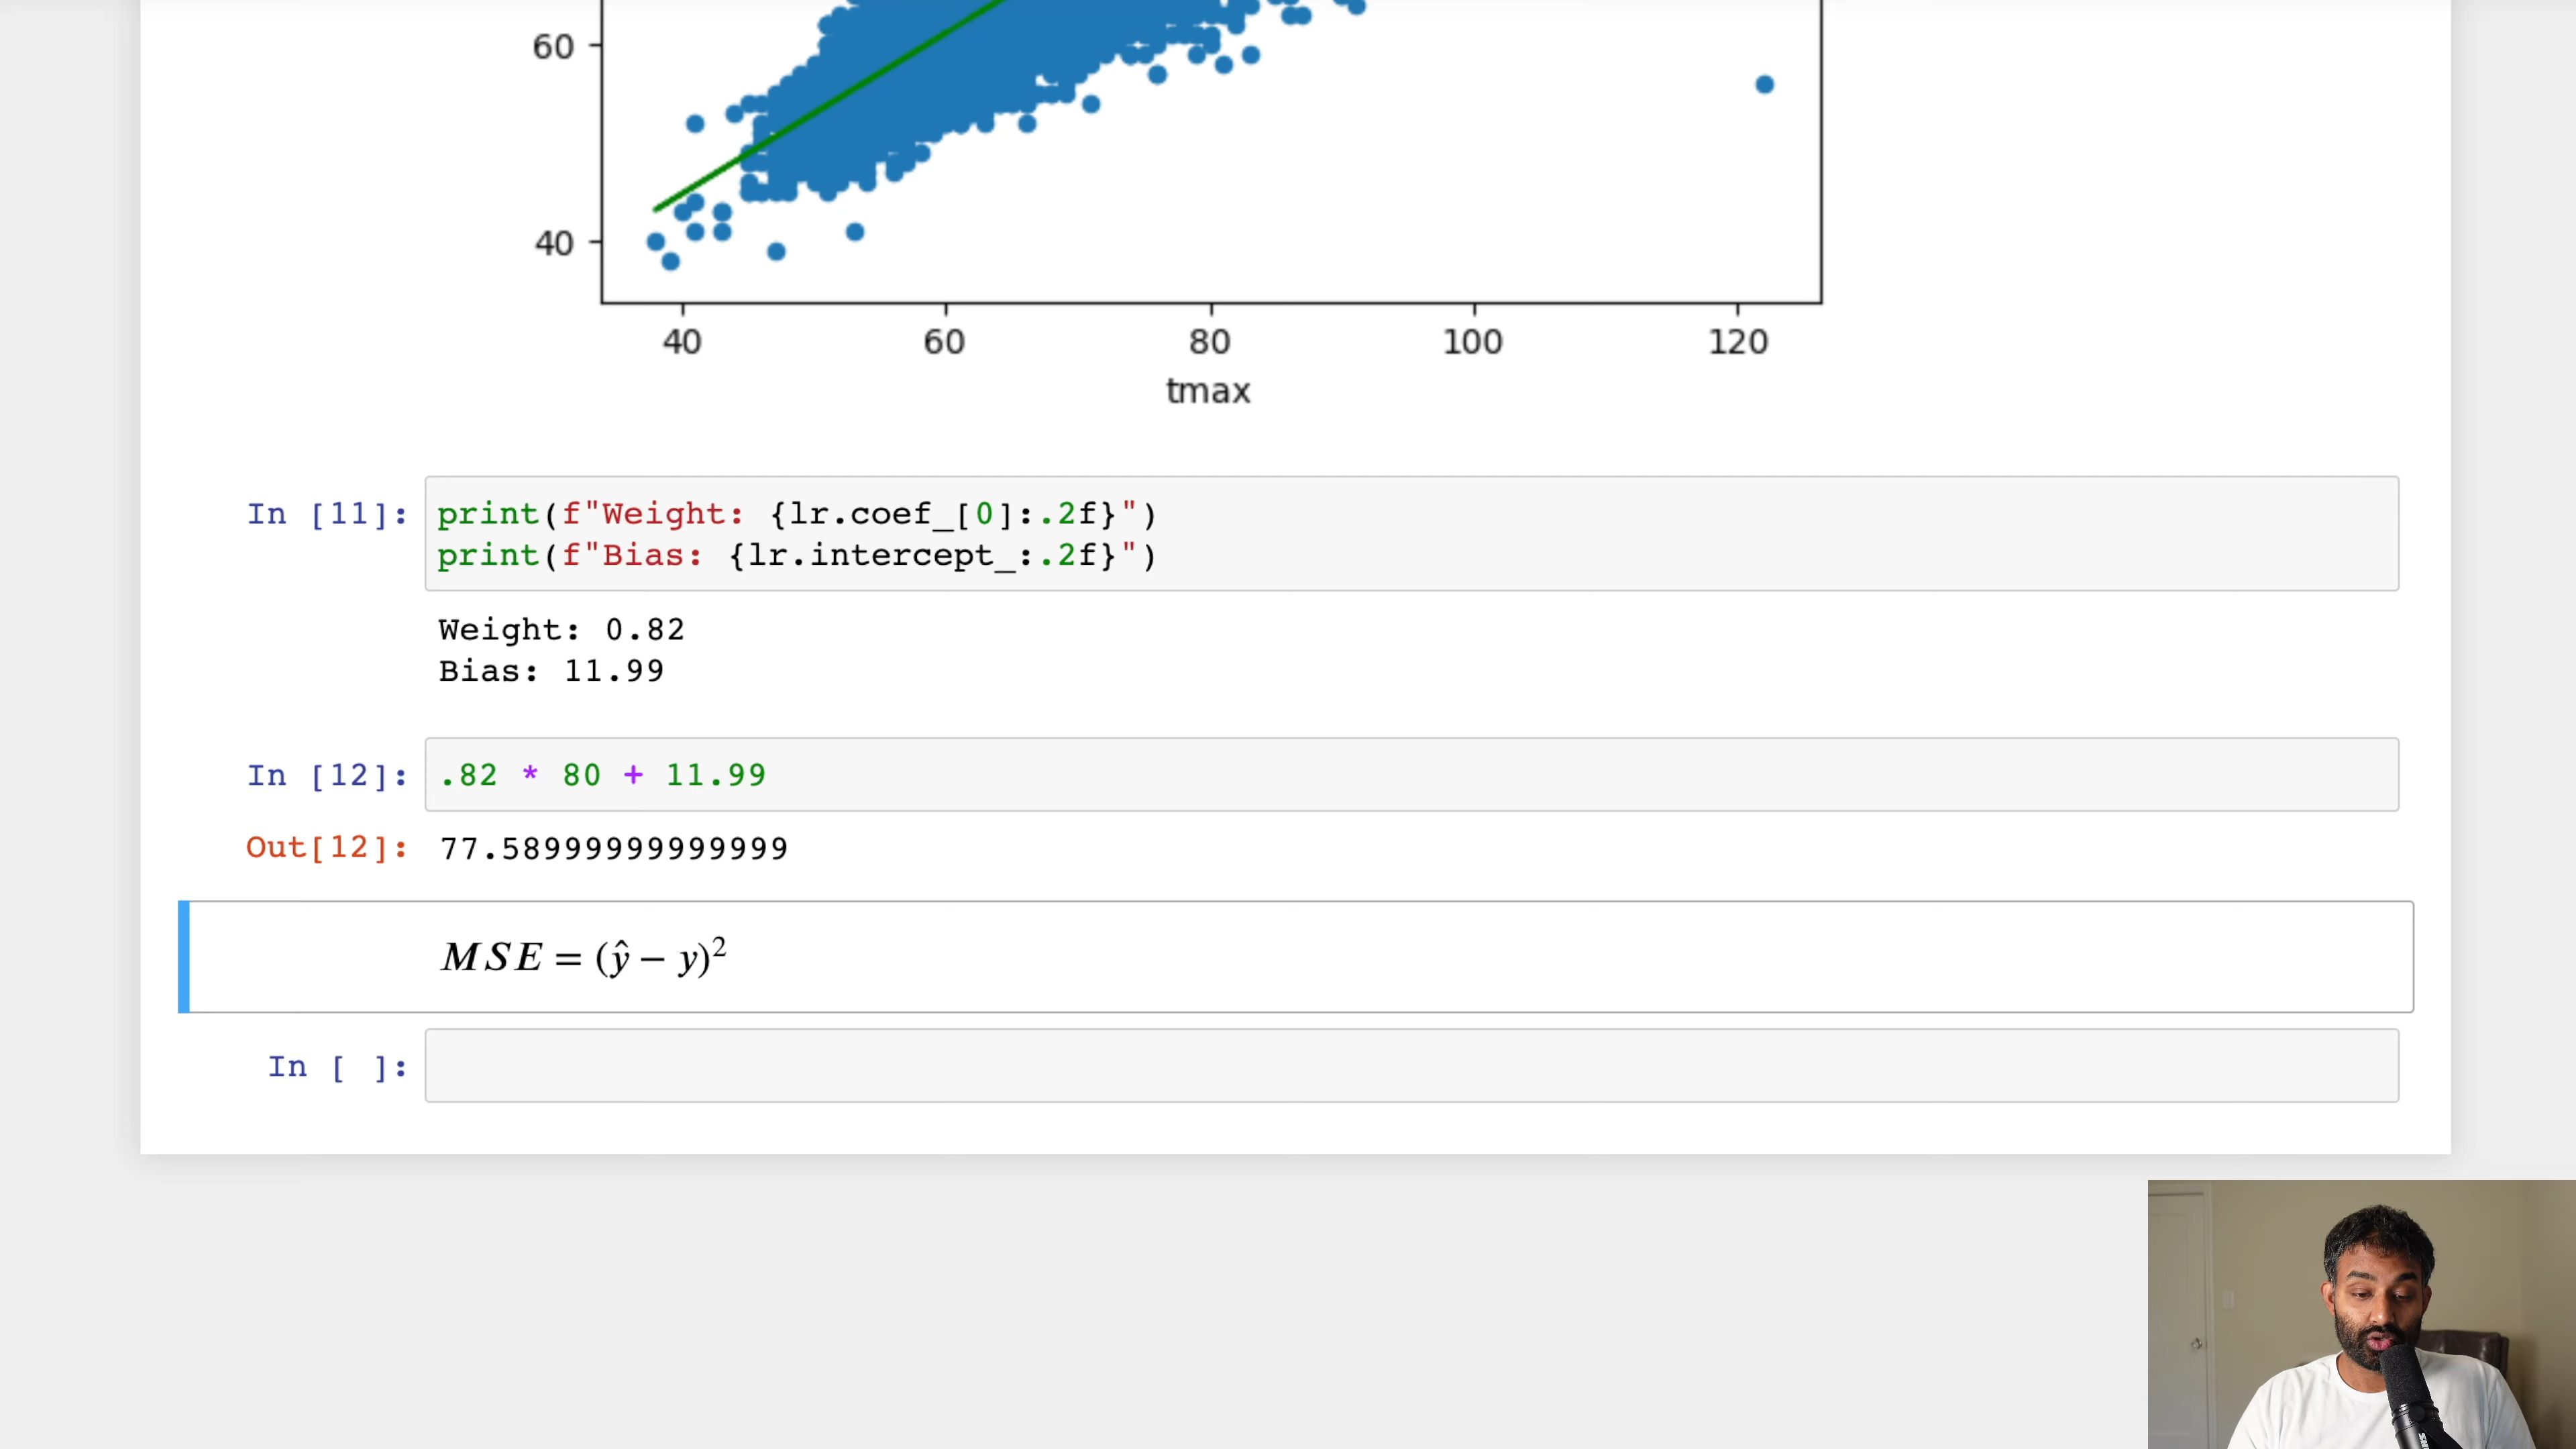 60
40
40 60 80 100 120
tmax
In [11]: print(f"Weight: {lr.coef_[0]:.2f}")
print(f"Bias: {lr.intercept_:.2f}")
Weight: 0.82
Bias: 11.99
In [12]: .82 * 80 + 11.99
Out[12]: 77.58999999999999
MSE = (ŷ − y)²
In [ ]: